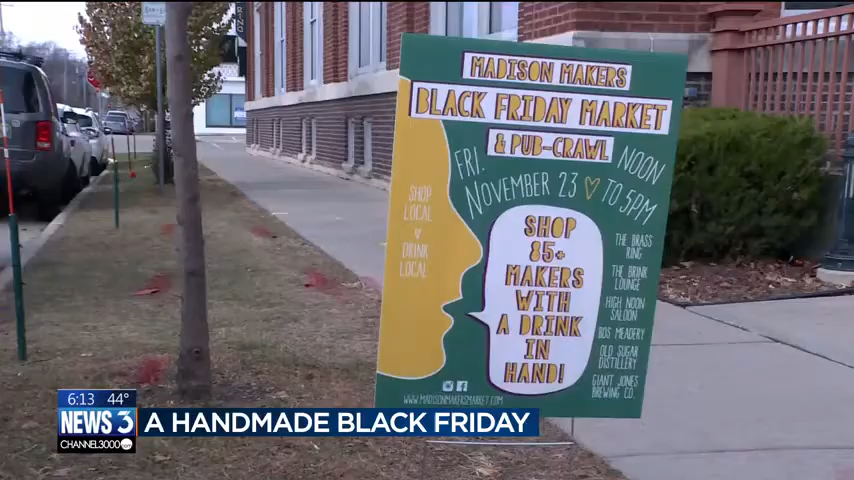 MADISON MAKERS
BLACK FRIDAY MARKET
& PUB-CRAWL
FRI.
NOVEMBER 23
NOON
TO 5PM
SHOP
LOCAL
DRINK
LOCAL
SHOP
85+
MAKERS
WITH
A DRINK
IN
HAND!
THE BRASS
RING
THE BRINK
LOUNGE
HIGH NOON
SALOON
BOS MEADERY
OLD SUGAR
DISTILLERY
GIANT JONES
BREWING CO.
WWW.MADISONMAKERSMARKET.COM
6:13 44°
NEWS 3
CHANNEL3000
A HANDMADE BLACK FRIDAY